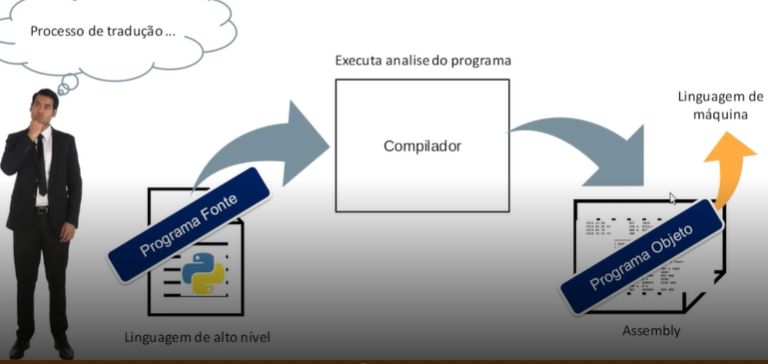 Processo de tradução ...
Executa analise do programa
Linguagem de
máquina
Compilador
Programa Fonte
Programa Objeto
Linguagem de alto nível
Assembly